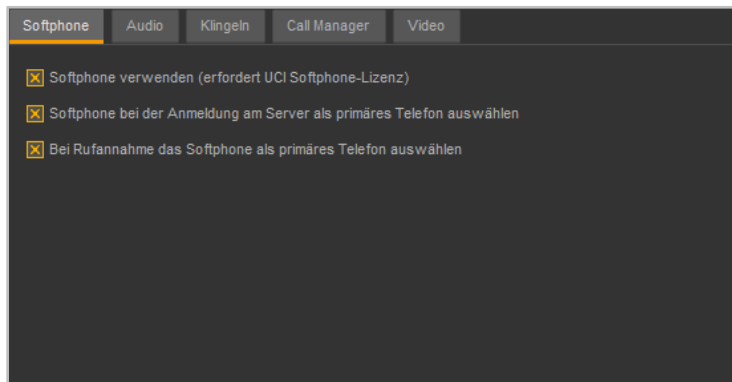 Softphone Audio Klingeln Call Manager Video
Softphone verwenden (erfordert UCI Softphone-Lizenz)
Softphone bei der Anmeldung am Server als primäres Telefon auswählen
Bei Rufannahme das Softphone als primäres Telefon auswählen